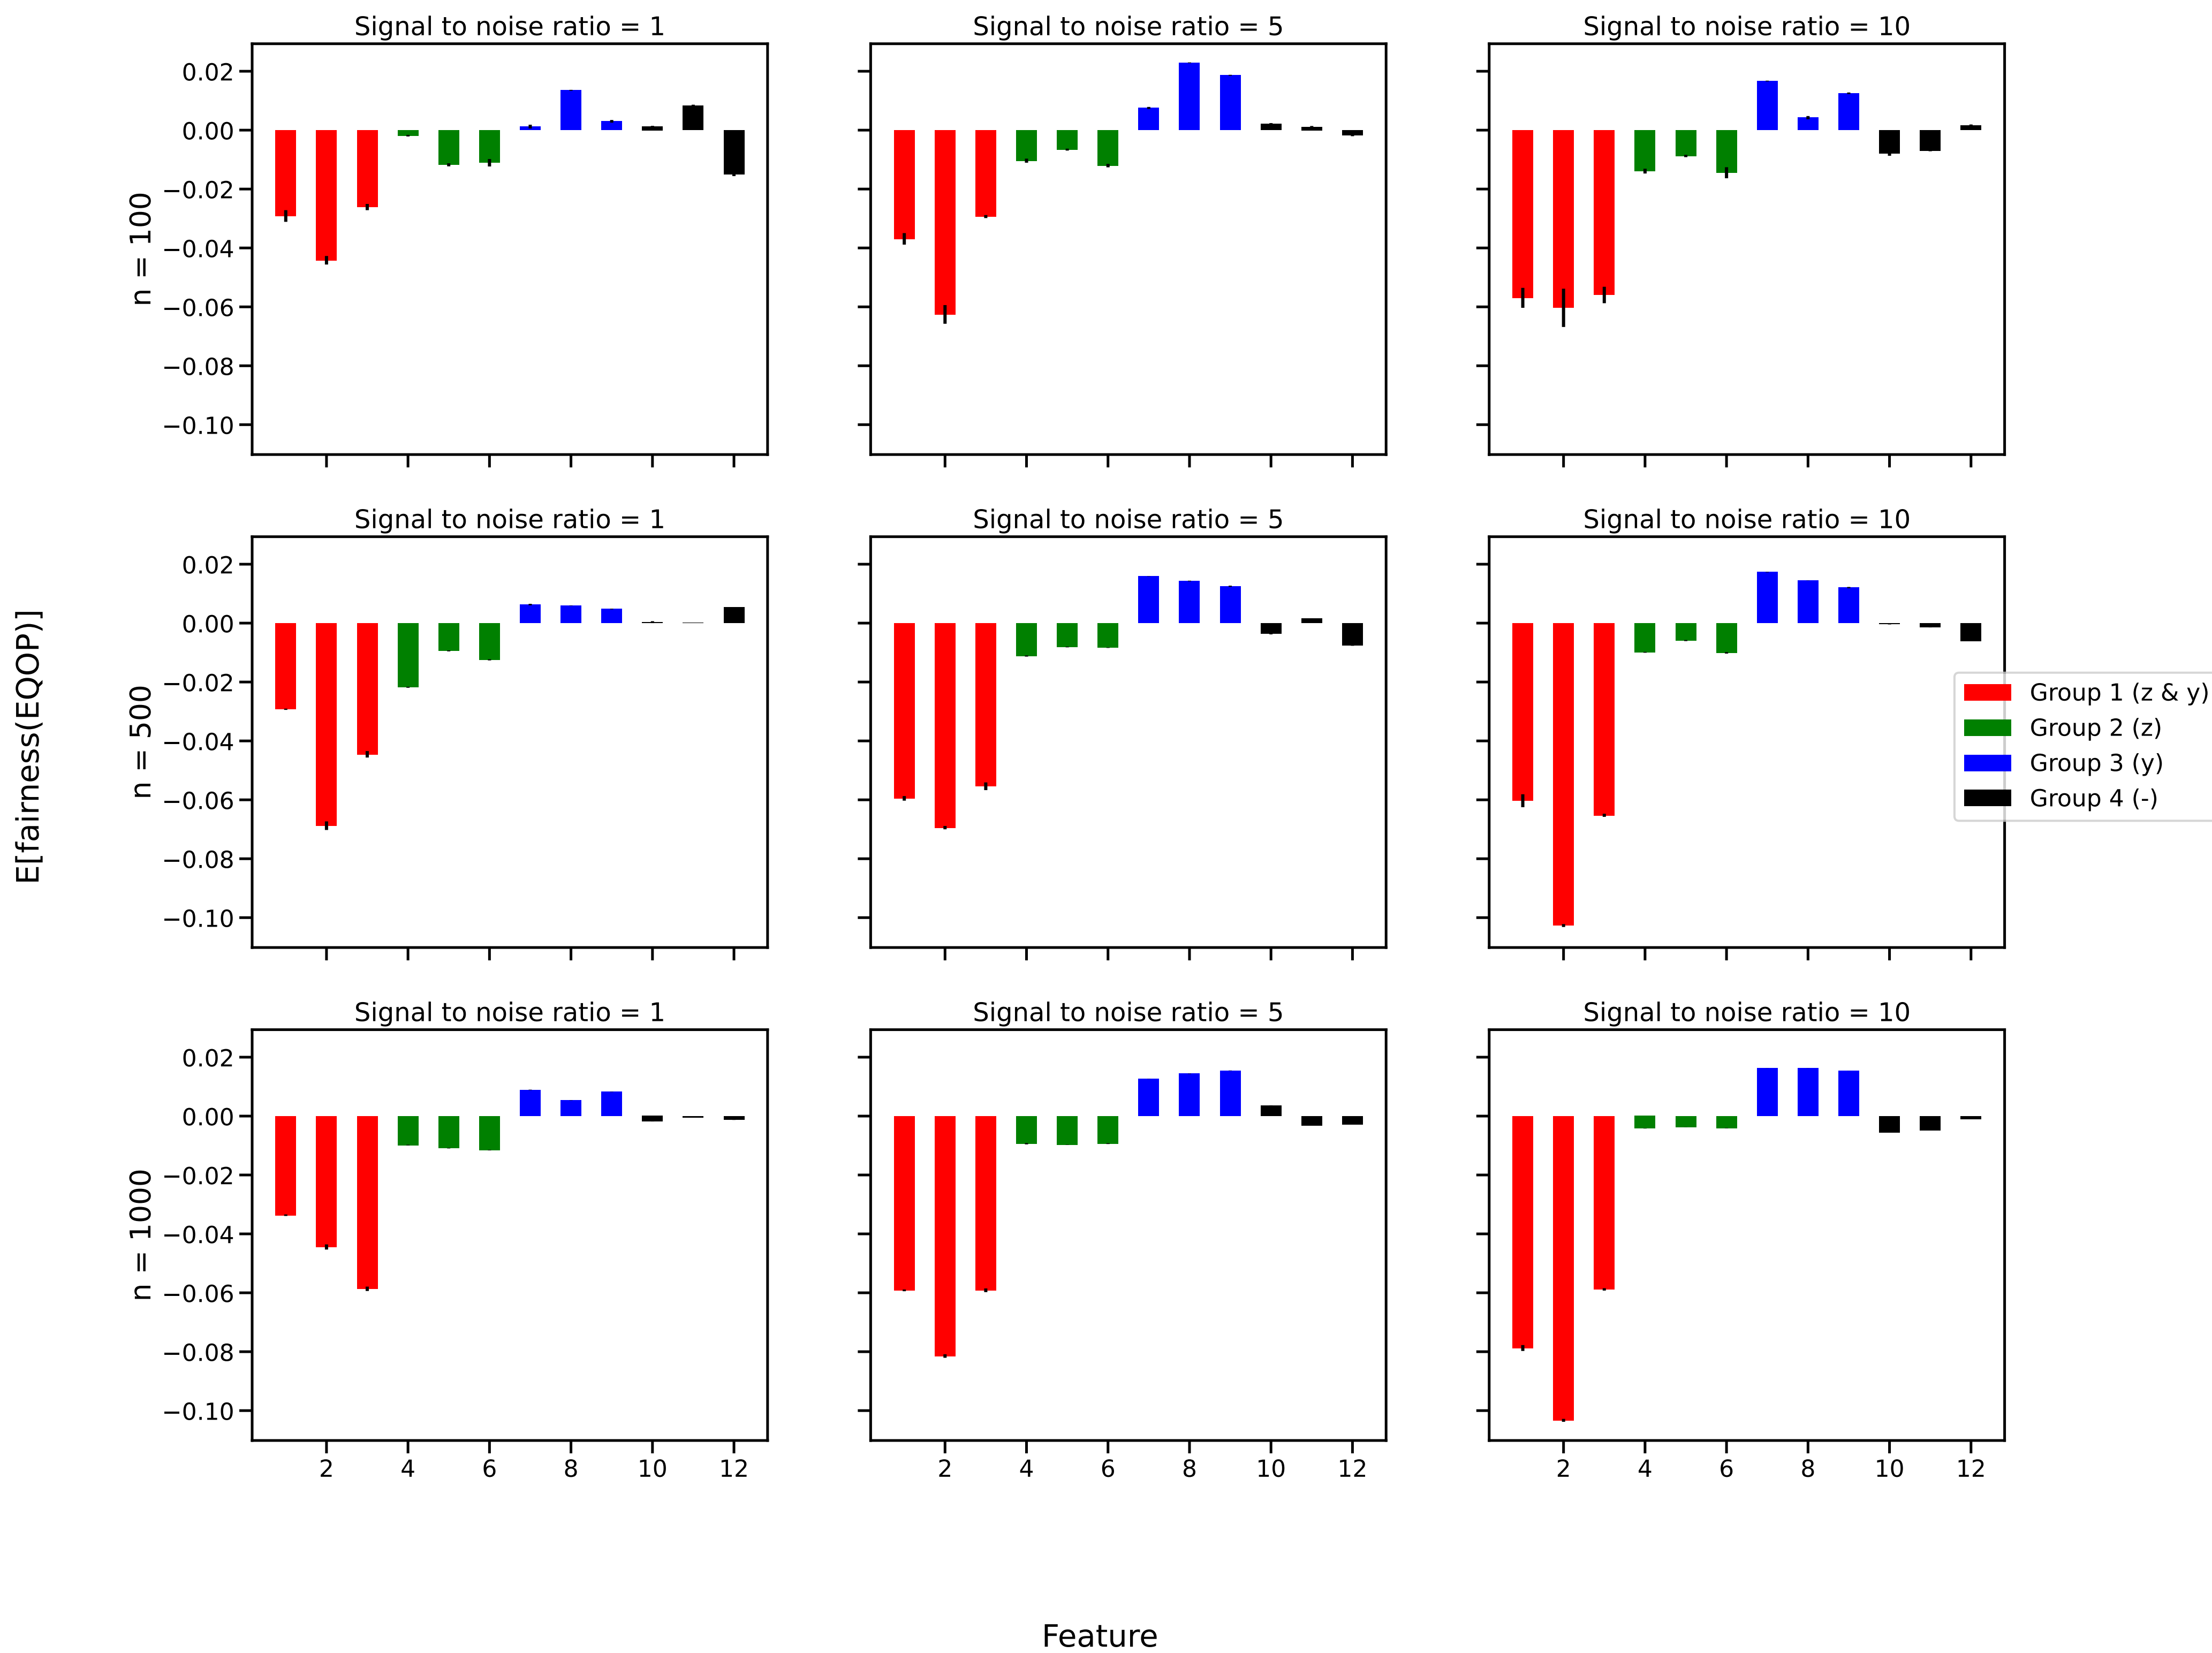 Signal to noise ratio = 1
Signal to noise ratio = 5
Signal to noise ratio = 10
0.02
0.00
−0.02
−0.04
−0.06
−0.08
−0.10
n = 100
Signal to noise ratio = 1
Signal to noise ratio = 5
Signal to noise ratio = 10
0.02
0.00
−0.02
−0.04
−0.06
−0.08
−0.10
n = 500
E[fairness(EQOP)]
Group 1 (z & y)
Group 2 (z)
Group 3 (y)
Group 4 (-)
Signal to noise ratio = 1
Signal to noise ratio = 5
Signal to noise ratio = 10
0.02
0.00
−0.02
−0.04
−0.06
−0.08
−0.10
n = 1000
2 4 6 8 10 12
2 4 6 8 10 12
2 4 6 8 10 12
Feature